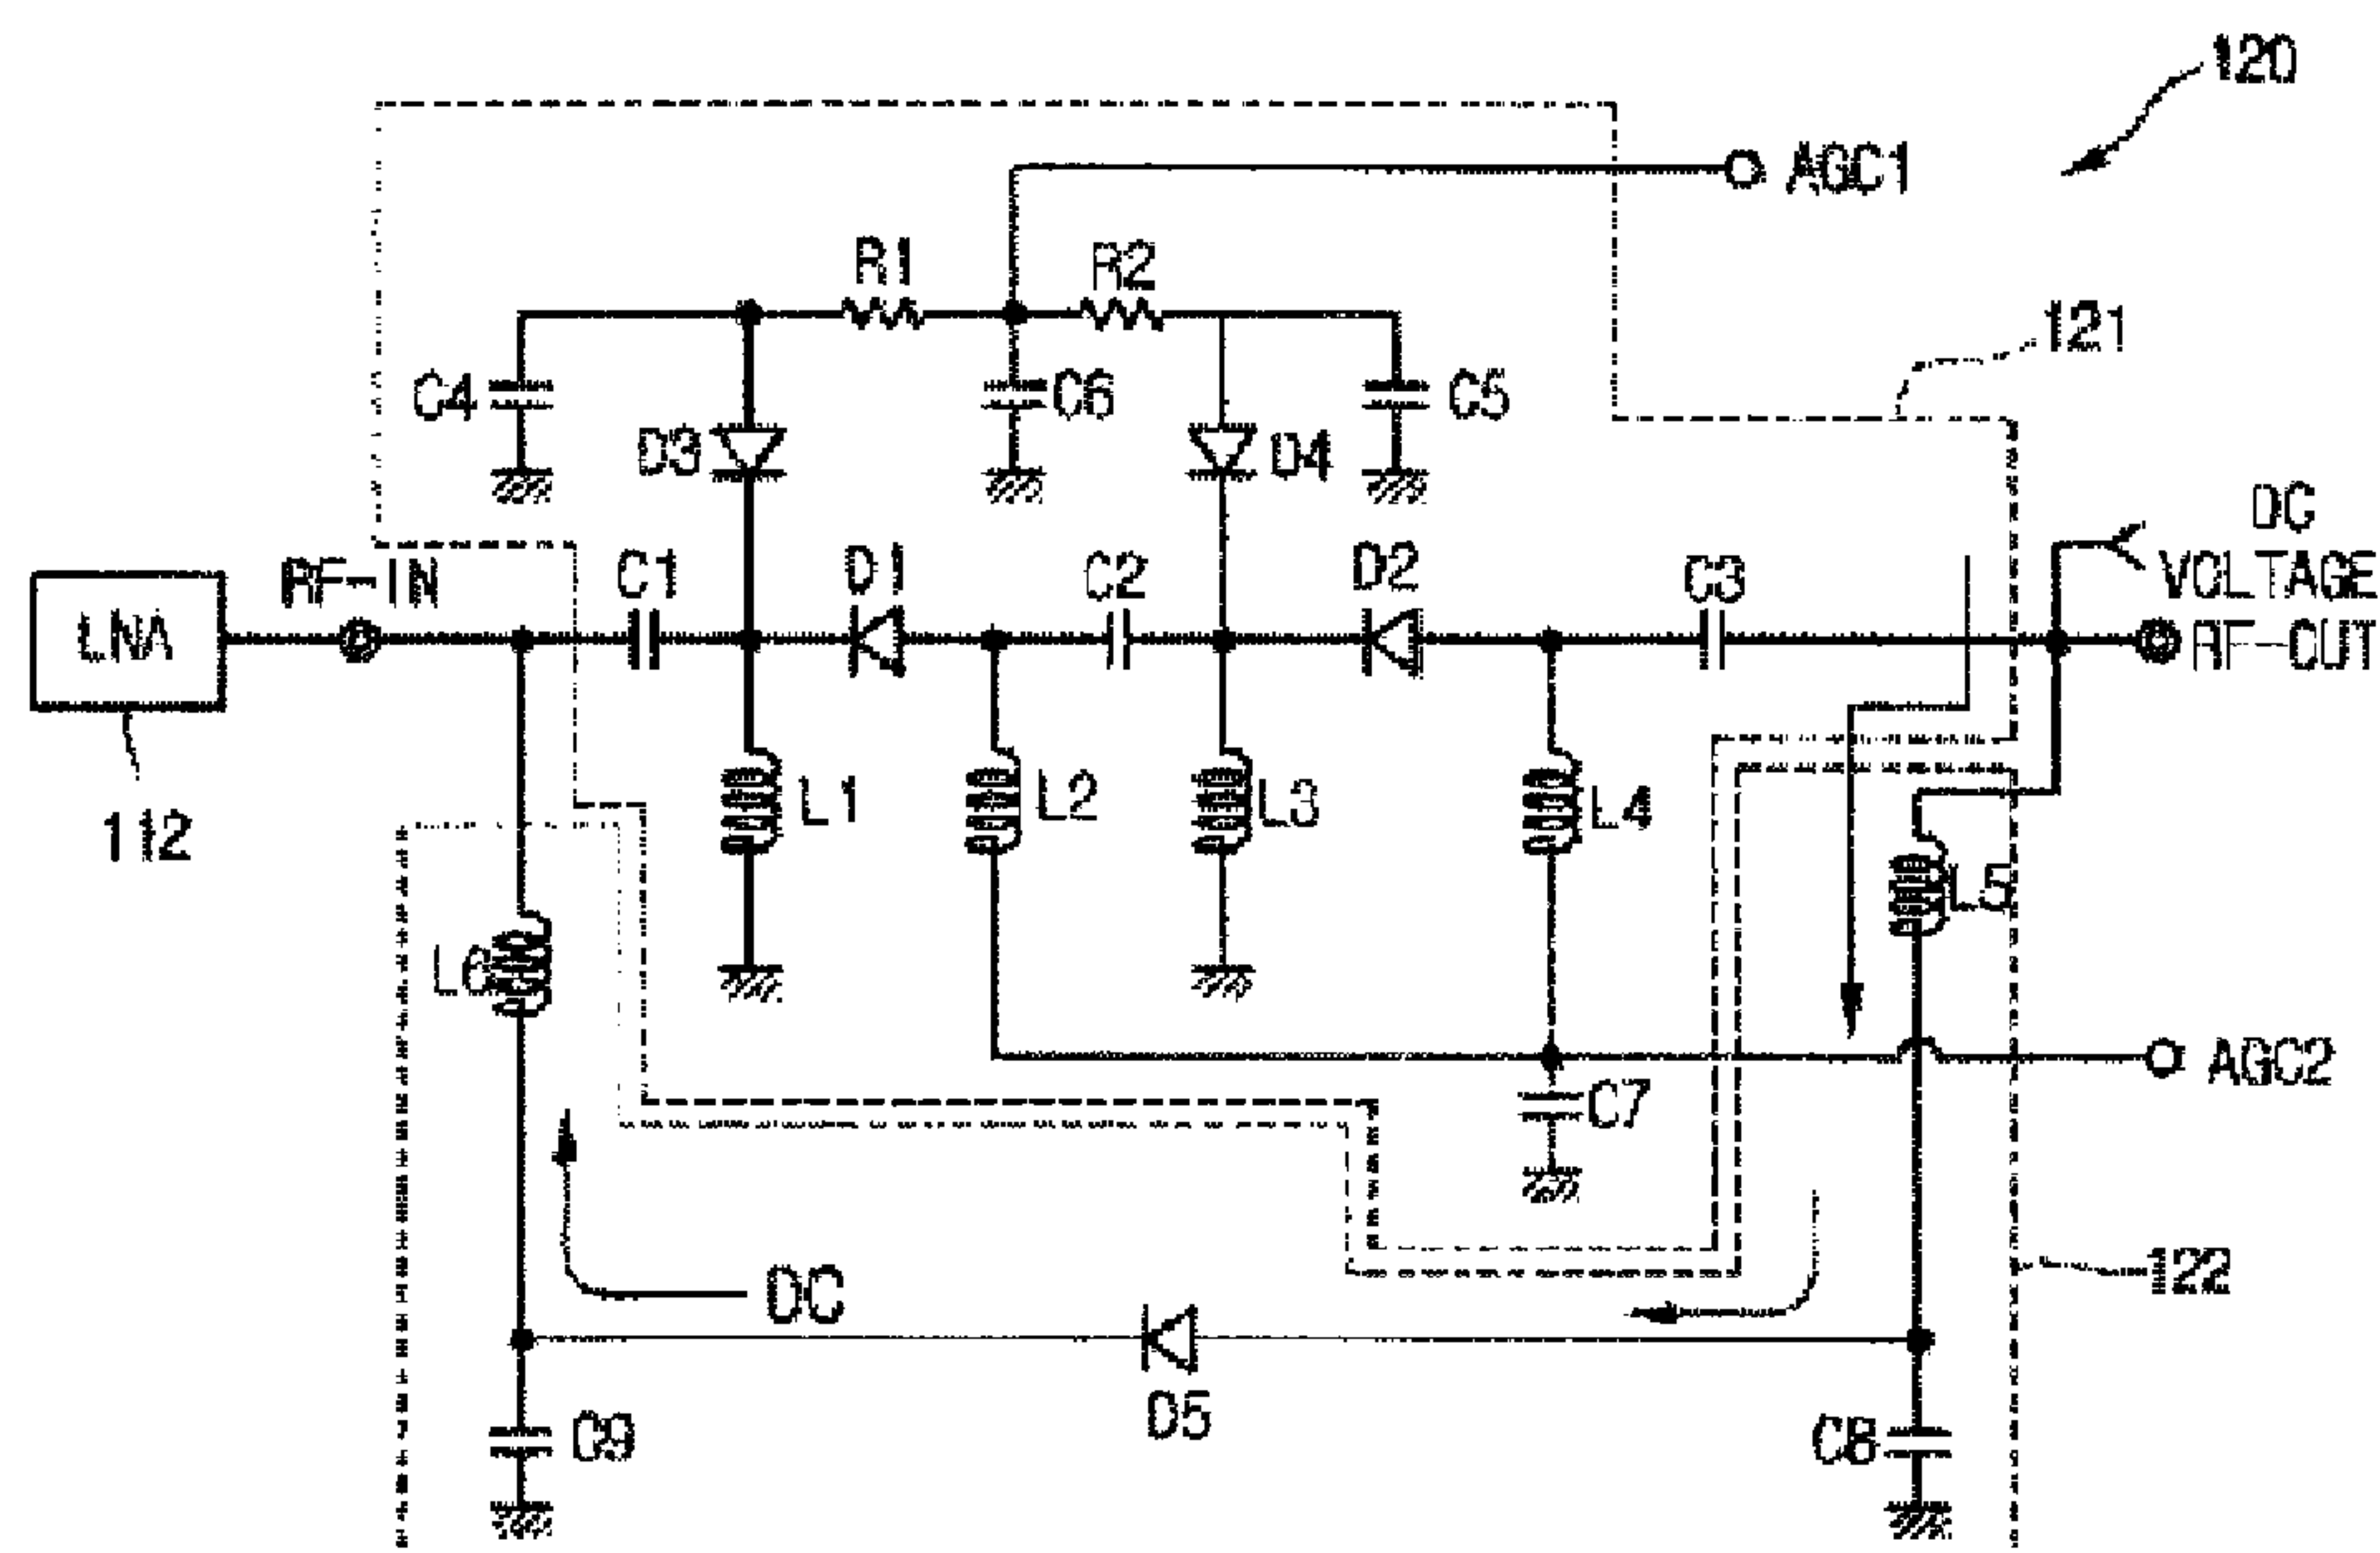 120
AGC1
R1
R2
121
C4
C6
C5
D3
D4
DC
VOLTAGE
RF-IN
C1
D1
C2
D2
C3
LNA
RF-OUT
L1
L2
L3
L4
112
L5
L6
AGC2
C7
DC
122
D5
C9
C8